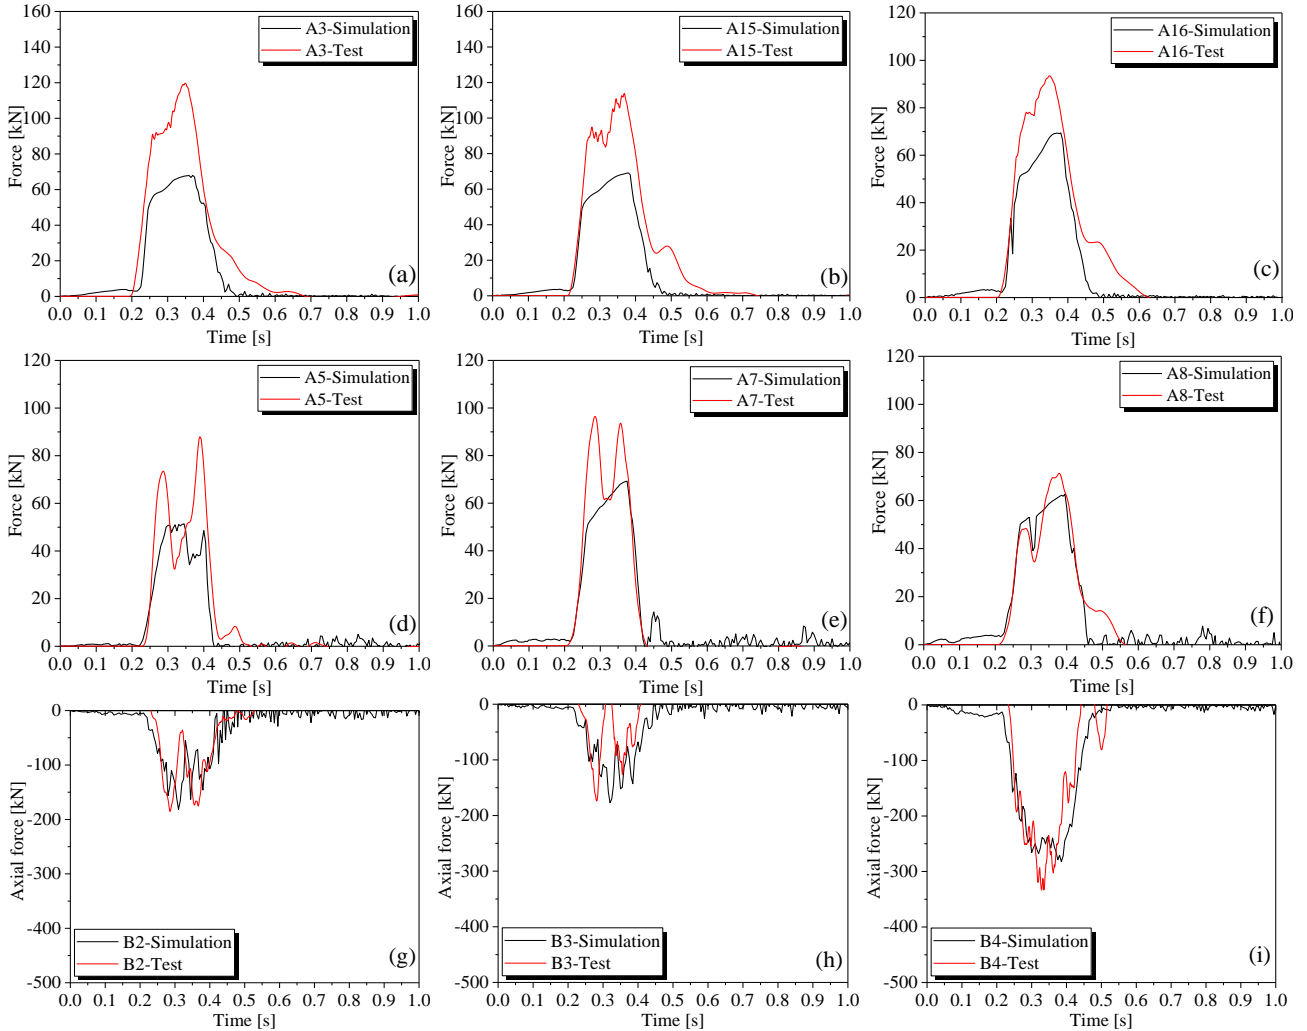 160
140
120
100
80
60
40
20
0
Force [kN]
A3-Simulation
A3-Test
(a)
0.0 0.1 0.2 0.3 0.4 0.5 0.6 0.7 0.8 0.9 1.0
Time [s]
160
140
120
100
80
60
40
20
0
Force [kN]
A15-Simulation
A15-Test
(b)
0.0 0.1 0.2 0.3 0.4 0.5 0.6 0.7 0.8 0.9 1.0
Time [s]
120
100
80
60
40
20
0
Force [kN]
A16-Simulation
A16-Test
(c)
0.0 0.1 0.2 0.3 0.4 0.5 0.6 0.7 0.8 0.9 1.0
Time [s]
120
100
80
60
40
20
0
Force [kN]
A5-Simulation
A5-Test
(d)
0.0 0.1 0.2 0.3 0.4 0.5 0.6 0.7 0.8 0.9 1.0
Time [s]
120
100
80
60
40
20
0
Force [kN]
A7-Simulation
A7-Test
(e)
0.0 0.1 0.2 0.3 0.4 0.5 0.6 0.7 0.8 0.9 1.0
Time [s]
120
100
80
60
40
20
0
Force [kN]
A8-Simulation
A8-Test
(f)
0.0 0.1 0.2 0.3 0.4 0.5 0.6 0.7 0.8 0.9 1.0
Time [s]
0
-100
-200
-300
-400
-500
Axial force [kN]
B2-Simulation
B2-Test
(g)
0.0 0.1 0.2 0.3 0.4 0.5 0.6 0.7 0.8 0.9 1.0
Time [s]
0
-100
-200
-300
-400
-500
Axial force [kN]
B3-Simulation
B3-Test
(h)
0.0 0.1 0.2 0.3 0.4 0.5 0.6 0.7 0.8 0.9 1.0
Time [s]
0
-100
-200
-300
-400
-500
Axial force [kN]
B4-Simulation
B4-Test
(i)
0.0 0.1 0.2 0.3 0.4 0.5 0.6 0.7 0.8 0.9 1.0
Time [s]